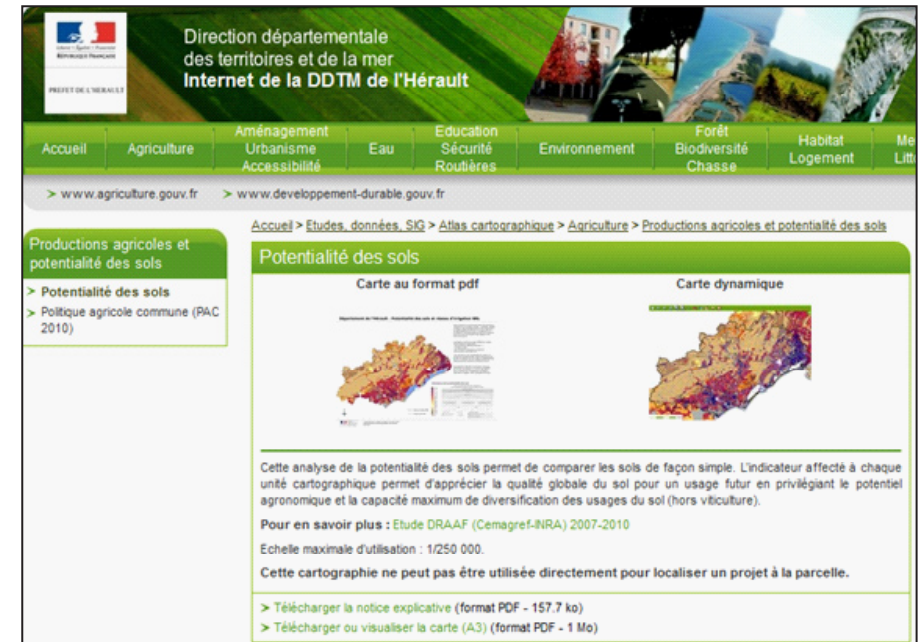 Direction départementale
des territoires et de la mer
Internet de la DDTM de l'Hérault
RÉPUBLIQUE FRANÇAISE
PREFET DE L'HERAULT
Accueil
Agriculture
Aménagement
Urbanisme
Accessibilité
Eau
Education
Sécurité
Routières
Environnement
Forêt
Biodiversité
Chasse
Habitat
Logement
> www.agriculture.gouv.fr > www.developpement-durable.gouv.fr
Accueil > Etudes, données, SIG > Atlas cartographique > Agriculture > Productions agricoles et potentialité des sols
Productions agricoles et
potentialité des sols
> Potentialité des sols
> Politique agricole commune (PAC
2010)
Potentialité des sols
Carte au format pdf
Carte dynamique
Cette analyse de la potentialité des sols permet de comparer les sols de façon simple. L'indicateur affecté à chaque
unité cartographique permet d'apprécier la qualité globale du sol pour un usage futur en privilégiant le potentiel
agronomique et la capacité maximum de diversification des usages du sol (hors viticulture).
Pour en savoir plus : Etude DRAAF (Cemagref-INRA) 2007-2010
Echelle maximale d'utilisation : 1/250 000.
Cette cartographie ne peut pas être utilisée directement pour localiser un projet à la parcelle.
> Télécharger la notice explicative (format PDF - 157.7 ko)
> Télécharger ou visualiser la carte (A3) (format PDF - 1 Mo)